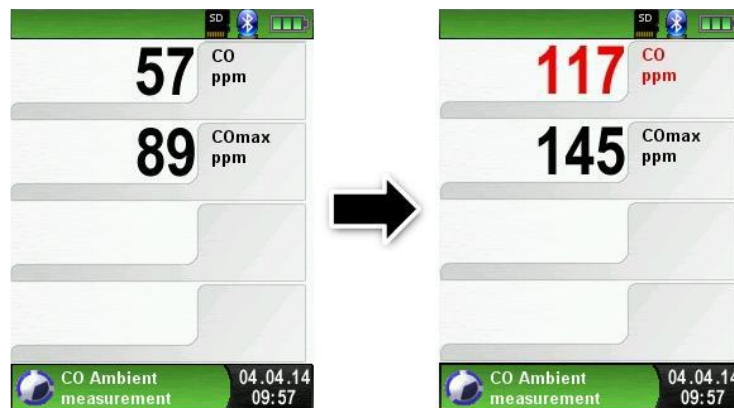 SD
57 CO
ppm
89 COmax
ppm
CO Ambient 04.04.14
measurement 09:57
SD
117 CO
ppm
145 COmax
ppm
CO Ambient 04.04.14
measurement 09:57